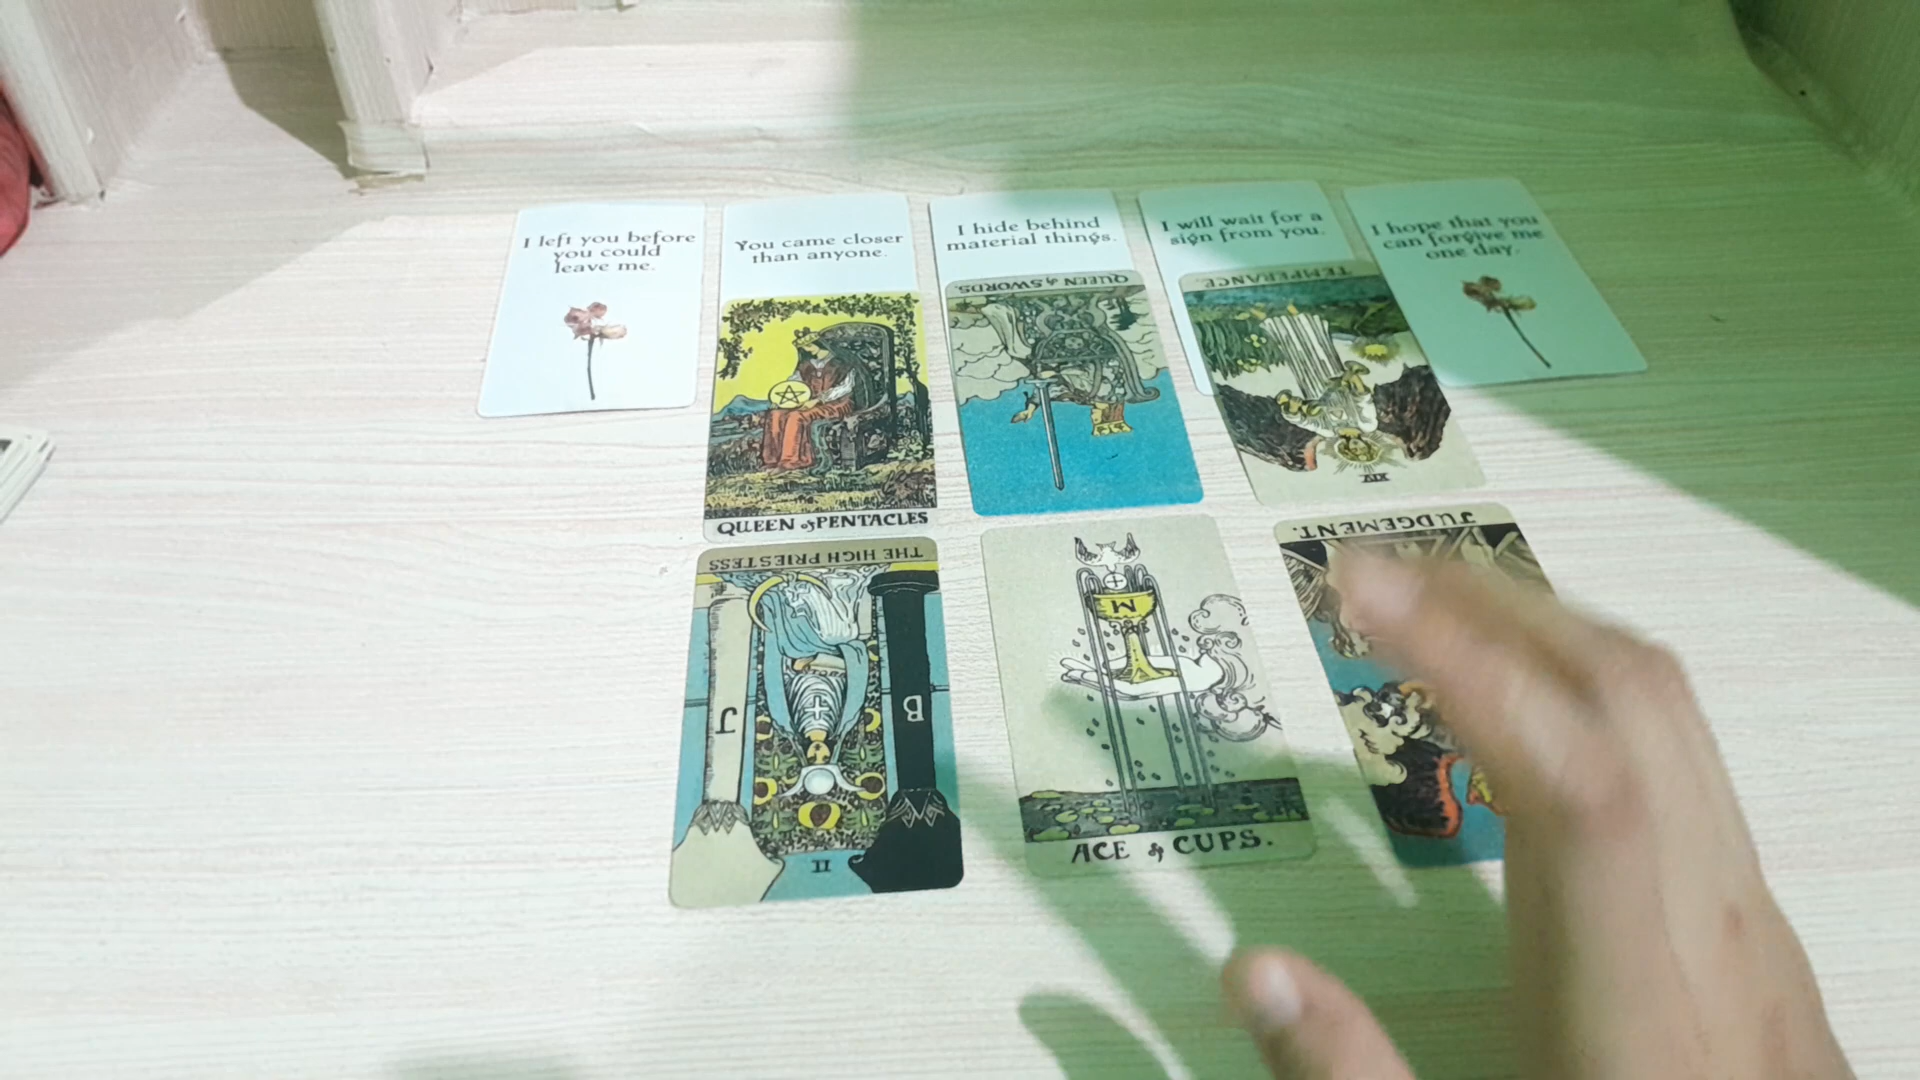 I left you before
you could
leave me.
You came closer
than anyone.
I hide behind
material things.
I will wait for a
sign from you.
I hope that you
can forgive me
one day.
QUEEN of PENTACLES
QUEEN of SWORDS.
TEMPERANCE.
XIV
THE HIGH PRIESTESS
J
B
II
M
ACE of CUPS.
JUDGEMENT.